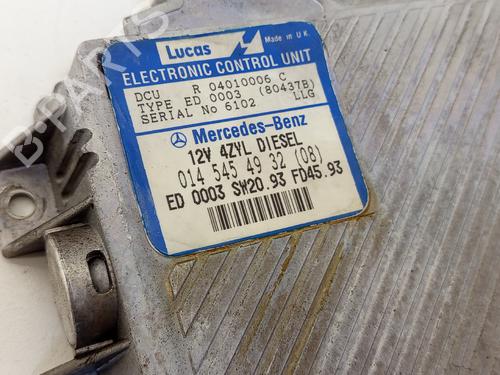 Lucas
Made in U.K.
ELECTRONIC CONTROL UNIT
DCU R 04010006 C
TYPE ED 0003 (80437B)
SERIAL No 6102 LLG
Mercedes-Benz
12V 4ZYL DIESEL
014 545 49 32 (08)
ED 0003 SW20.93 FD45.93
B-PARTS